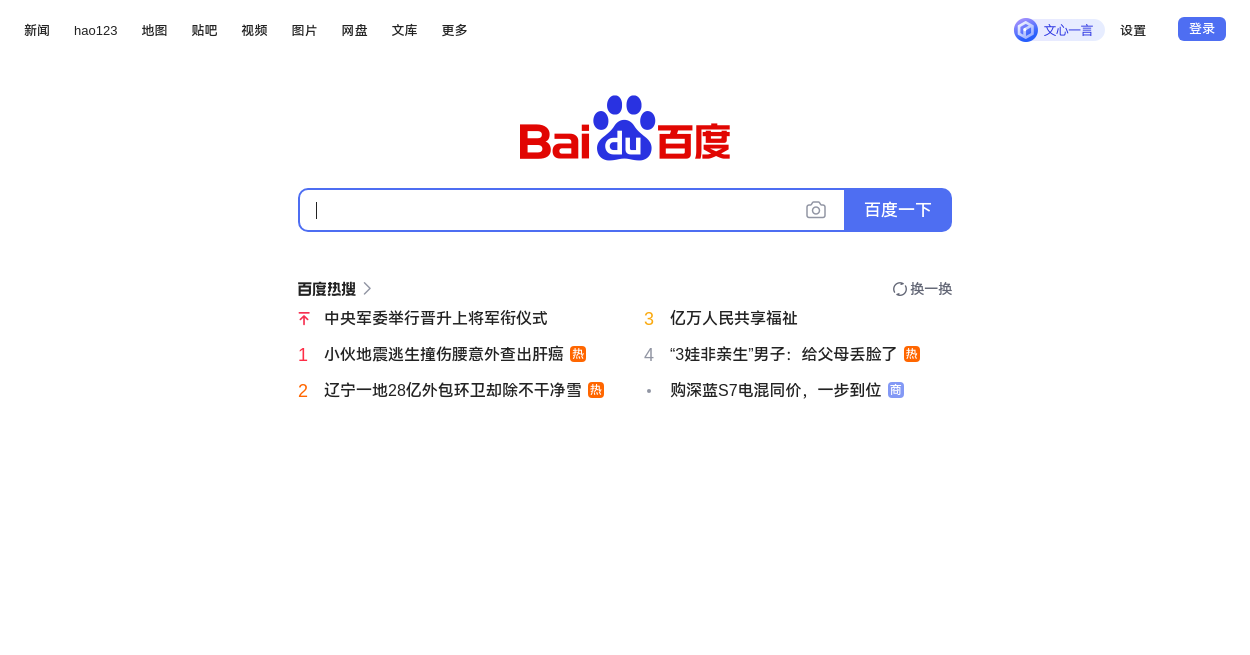 新闻 hao123 地图 贴吧 视频 图片 网盘 文库 更多 文心一言 设置 登录
Bai du 百度
百度一下
百度热搜 换一换
中央军委举行晋升上将军衔仪式
3 亿万人民共享福祉
1 小伙地震逃生撞伤腰意外查出肝癌 热
4 “3娃非亲生”男子：给父母丢脸了 热
2 辽宁一地28亿外包环卫却除不干净雪 热
• 购深蓝S7电混同价，一步到位 商